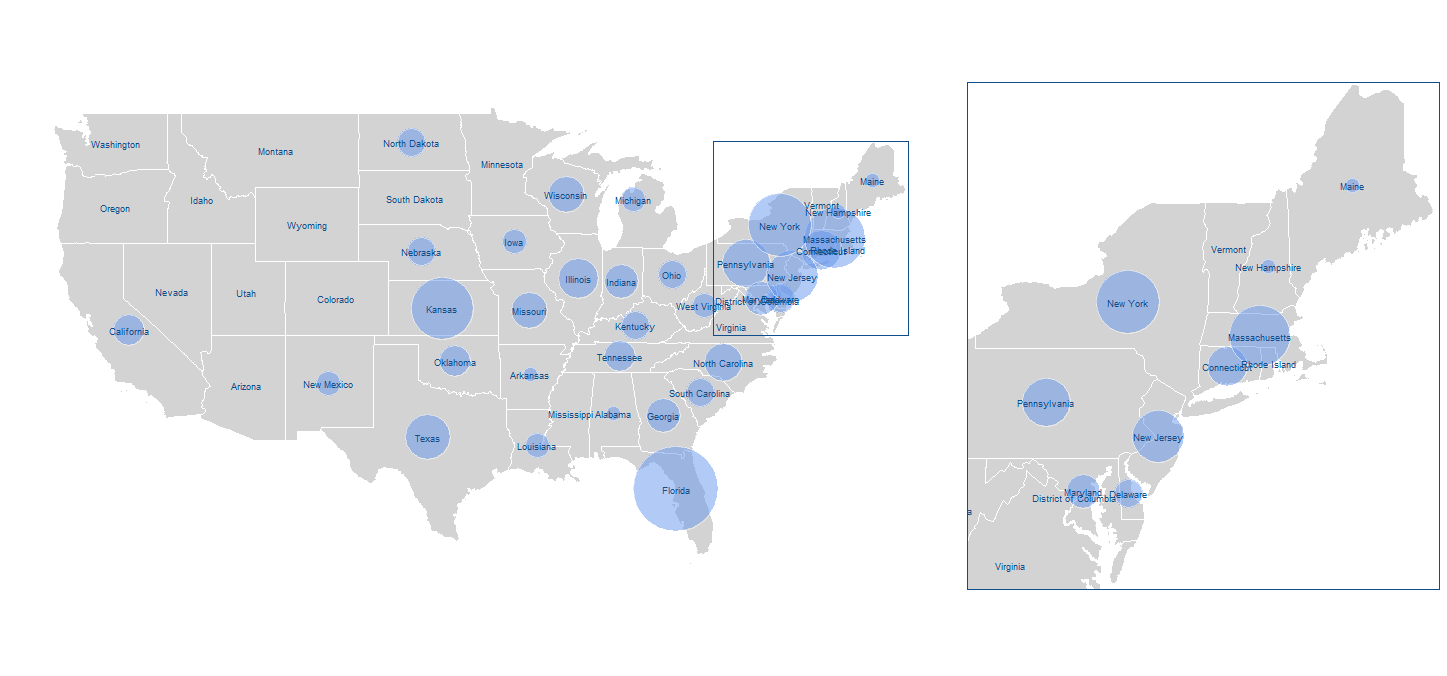 Washington
Montana
North Dakota
Minnesota
Oregon
Idaho
Wyoming
South Dakota
Wisconsin
Michigan
Maine
Vermont
New Hampshire
New York
Massachusetts
Rhode Island
Connecticut
Nevada
Utah
Colorado
Nebraska
Iowa
Kansas
Illinois
Indiana
Ohio
Pennsylvania
New Jersey
Maryland
Delaware
District of Columbia
West Virginia
Virginia
California
Missouri
Kentucky
Arizona
New Mexico
Oklahoma
Arkansas
Tennessee
North Carolina
South Carolina
Mississippi
Alabama
Georgia
Texas
Louisiana
Florida
Maine
Vermont
New Hampshire
New York
Massachusetts
Connecticut
Rhode Island
Pennsylvania
New Jersey
Maryland
Delaware
District of Columbia
a
Virginia